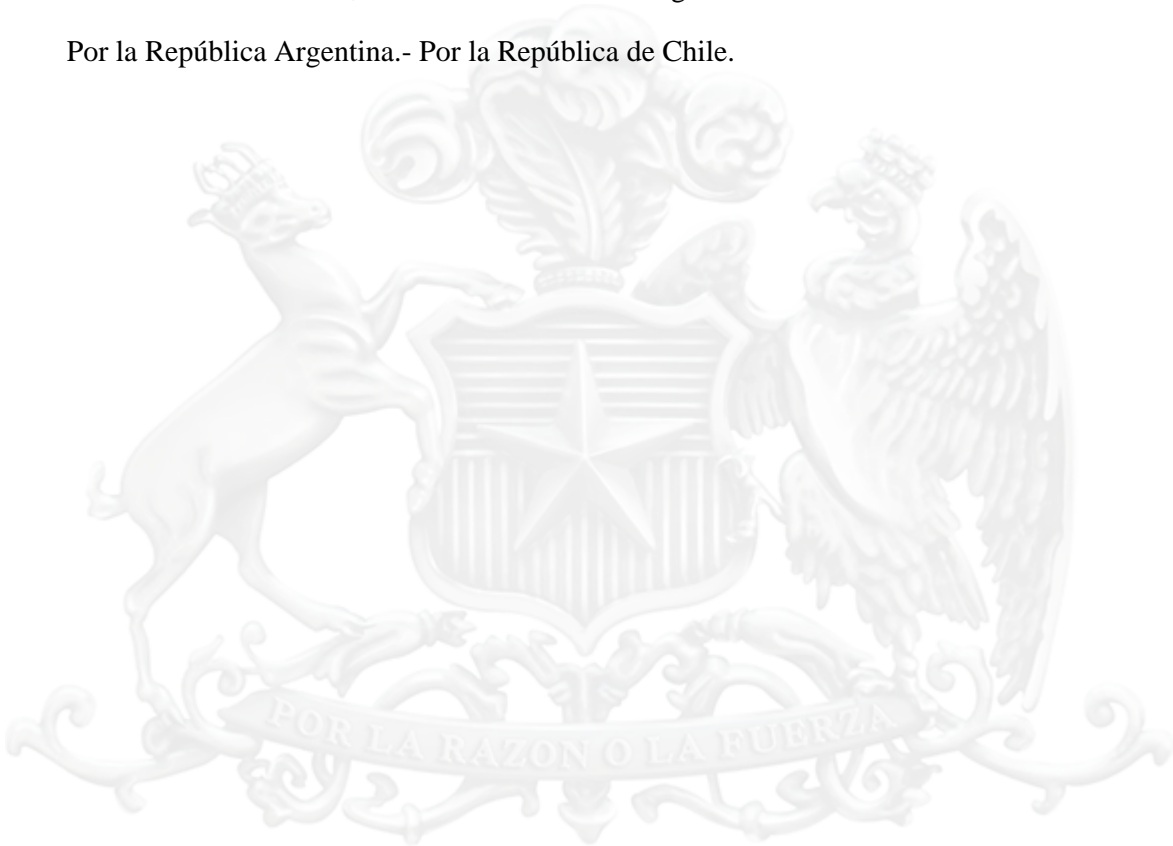 Por la República Argentina.- Por la República de Chile.
POR LA RAZON O LA FUERZA